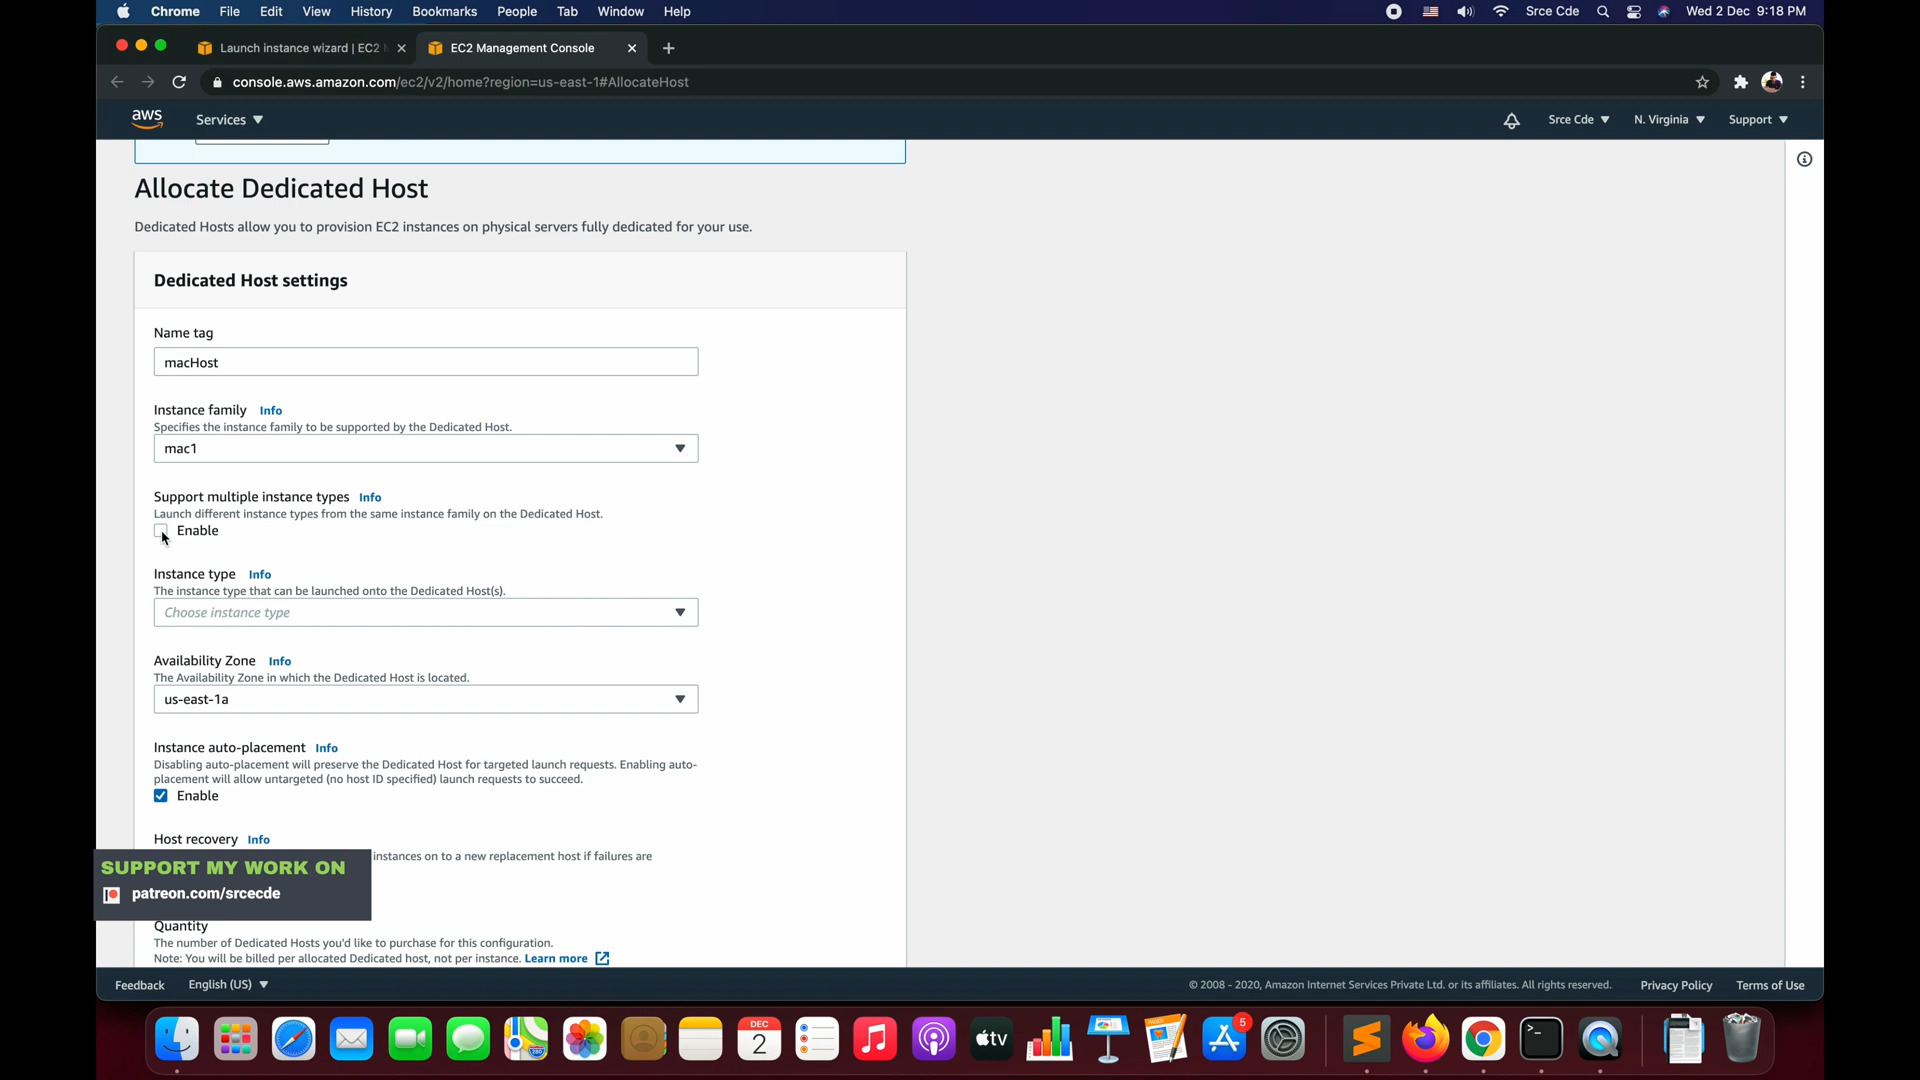 Chrome File Edit View History Bookmarks People Tab Window Help
Srce Cde Wed 2 Dec 9:18 PM
Launch instance wizard | EC2
EC2 Management Console
console.aws.amazon.com/ec2/v2/home?region=us-east-1#AllocateHost
aws Services Srce Cde N. Virginia Support
Allocate Dedicated Host
Dedicated Hosts allow you to provision EC2 instances on physical servers fully dedicated for your use.
Dedicated Host settings
Name tag
macHost
Instance family Info
Specifies the instance family to be supported by the Dedicated Host.
mac1
Support multiple instance types Info
Launch different instance types from the same instance family on the Dedicated Host.
Enable
Instance type Info
The instance type that can be launched onto the Dedicated Host(s).
Choose instance type
Availability Zone Info
The Availability Zone in which the Dedicated Host is located.
us-east-1a
Instance auto-placement Info
Disabling auto-placement will preserve the Dedicated Host for targeted launch requests. Enabling auto-
placement will allow untargeted (no host ID specified) launch requests to succeed.
Enable
Host recovery Info
instances on to a new replacement host if failures are
SUPPORT MY WORK ON
patreon.com/srcecde
Quantity
The number of Dedicated Hosts you'd like to purchase for this configuration.
Note: You will be billed per allocated Dedicated host, not per instance. Learn more
Feedback English (US) © 2008 - 2020, Amazon Internet Services Private Ltd. or its affiliates. All rights reserved. Privacy Policy Terms of Use
DEC
2
tv
5